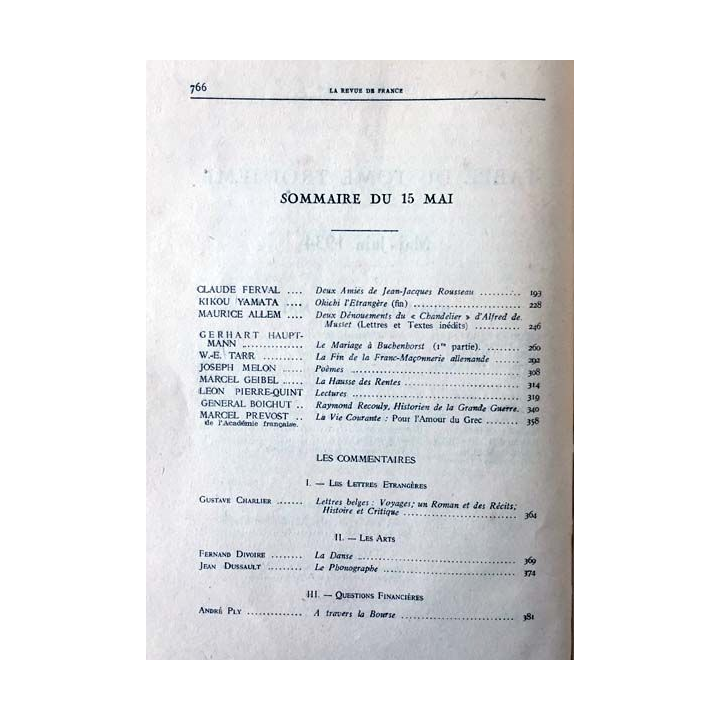 766 LA REVUE DE FRANCE
SOMMAIRE DU 15 MAI
CLAUDE FERVAL .... Deux Amies de Jean-Jacques Rousseau .......... 193
KIKOU YAMATA .... Okichi l'Etrangère (fin) .......................... 228
MAURICE ALLEM ... Deux Dénouements du « Chandelier » d'Alfred de
Musset (Lettres et Textes inédits) ............ 246
GERHART HAUPT-
MANN ............... Le Mariage à Buchenhorst (1re partie). ........ 260
W.-E. TARR ........... La Fin de la Franc-Maçonnerie allemande ..... 292
JOSEPH MELON ...... Poèmes ........................................ 308
MARCEL GEIBEL ..... La Hausse des Rentes ........................... 314
LÉON PIERRE-QUINT Lectures ........................................ 319
GENERAL BOICHUT .. Raymond Recouly, Historien de la Grande Guerre. 340
MARCEL PREVOST .. La Vie Courante : Pour l'Amour du Grec ........ 358
de l'Académie française.
LES COMMENTAIRES
I. — LES LETTRES ETRANGÈRES
GUSTAVE CHARLIER ....... Lettres belges : Voyages; un Roman et des Récits;
Histoire et Critique ........................... 364
II. — LES ARTS
FERNAND DIVOIRE ........ La Danse ........................................ 369
JEAN DUSSAULT .......... Le Phonographe ................................ 374
III. — QUESTIONS FINANCIÈRES
ANDRÉ PLY .............. A travers la Bourse ............................. 381